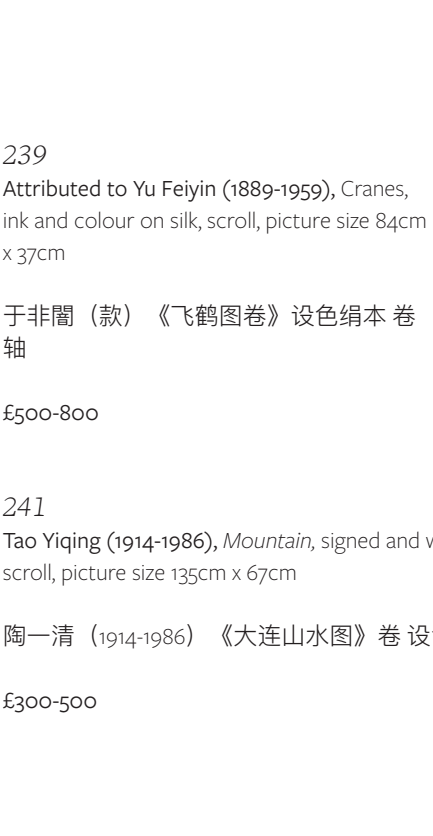 239
Attributed to Yu Feiyin (1889-1959), Cranes,
ink and colour on silk, scroll, picture size 84cm
x 37cm
于非闇（款）《飞鹤图卷》设色绢本 卷
轴
£500-800
241
Tao Yiqing (1914-1986), Mountain, signed and
scroll, picture size 135cm x 67cm
陶一清（1914-1986）《大连山水图》卷 设
£300-500